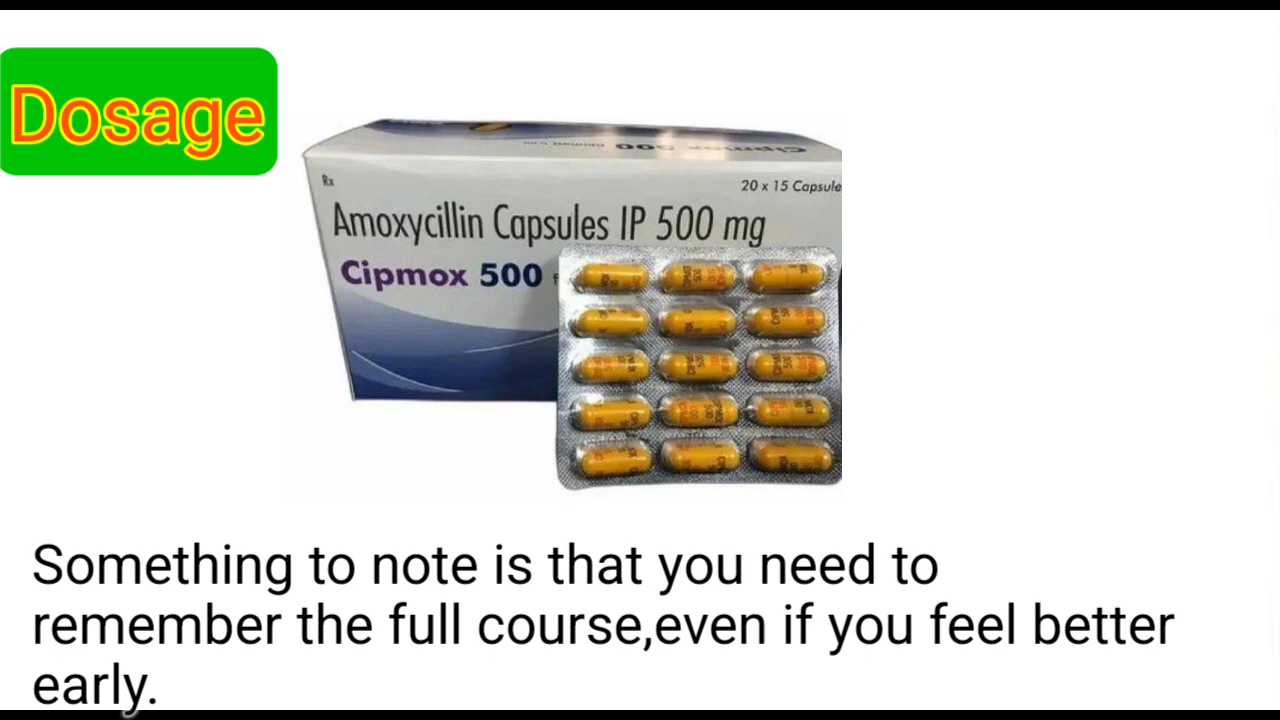 Dosage
Rx
20 x 15 Capsule
Amoxycillin Capsules IP 500 mg
Cipmox 500
Something to note is that you need to
remember the full course,even if you feel better
early.